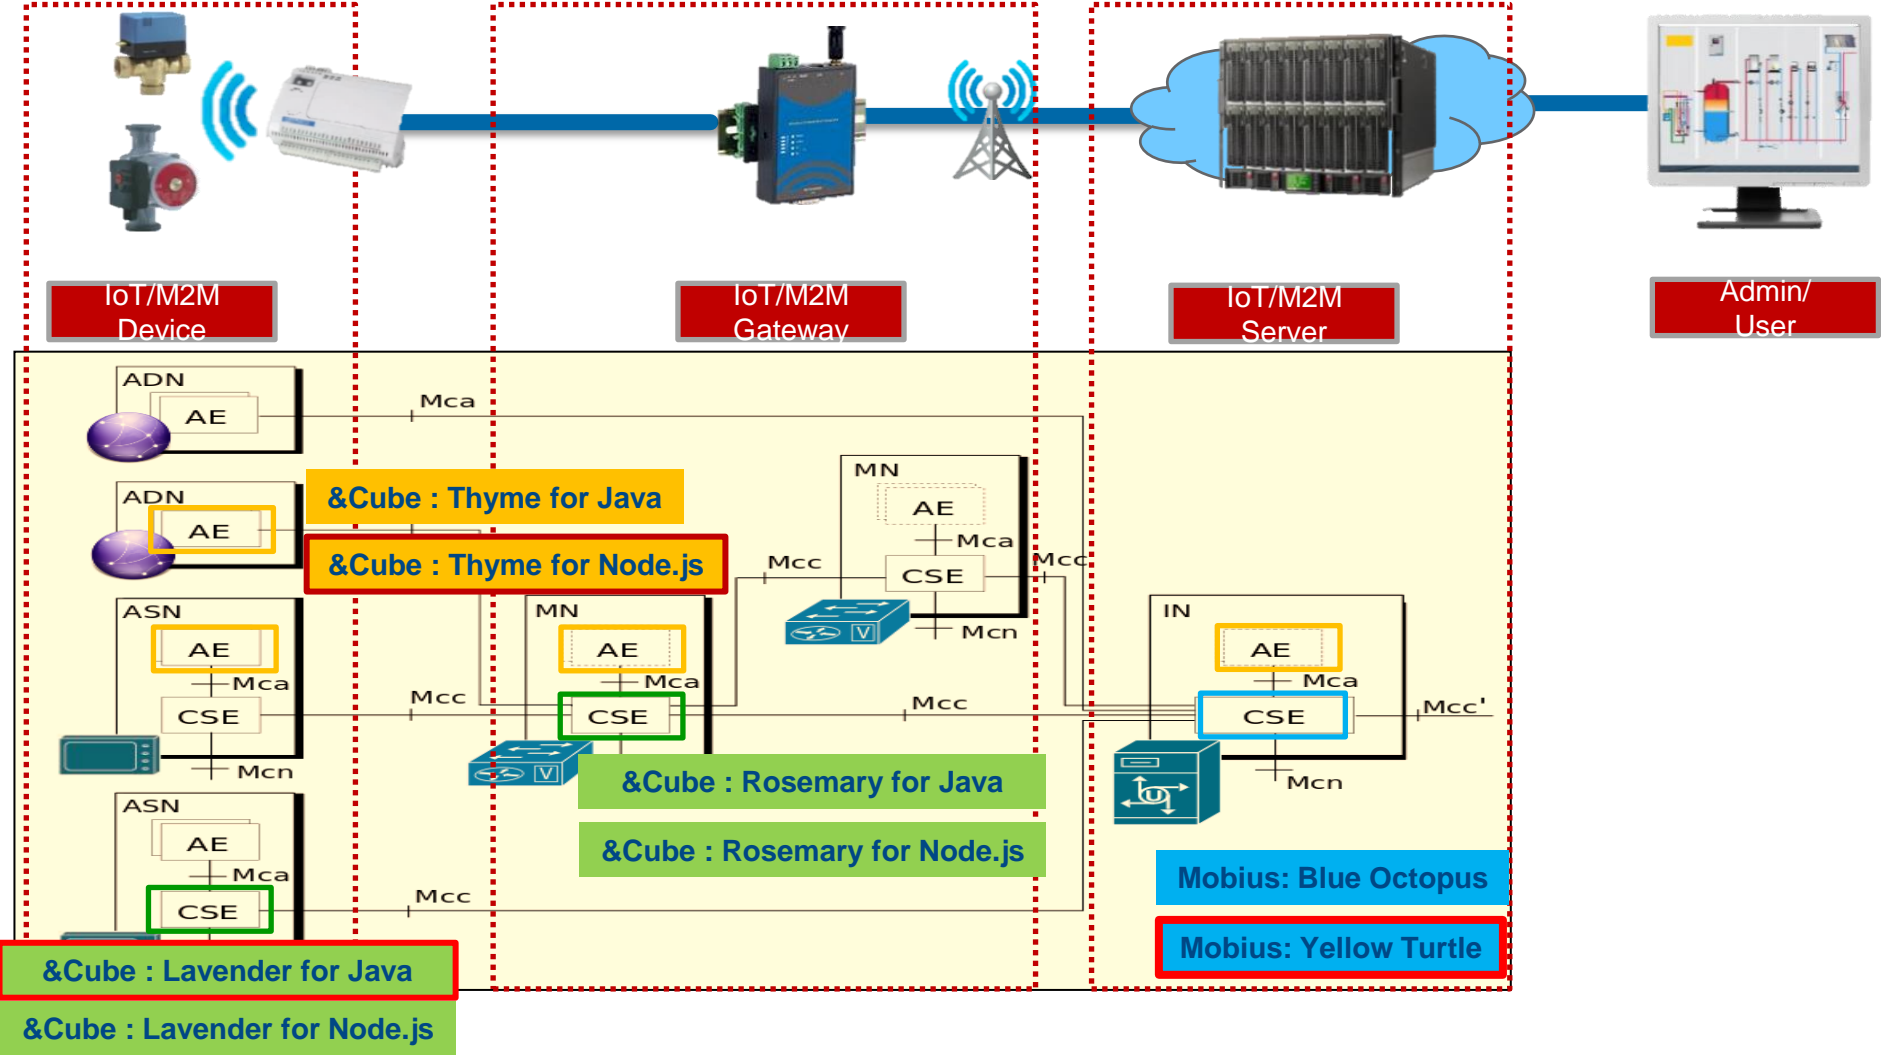 IoT/M2M
Device
IoT/M2M
Gateway
IoT/M2M
Server
Admin/
User
ADN
AE
Mca
ADN
AE
&Cube : Thyme for Java
&Cube : Thyme for Node.js
MN
AE
Mca
Mcc
CSE
Mcc
V
Mcn
ASN
AE
Mca
Mcc
CSE
Mcn
MN
AE
Mca
CSE
Mcc
V
IN
AE
Mca
CSE
Mcc'
Mcn
U
&Cube : Rosemary for Java
&Cube : Rosemary for Node.js
ASN
AE
Mca
Mcc
CSE
Mobius: Blue Octopus
Mobius: Yellow Turtle
&Cube : Lavender for Java
&Cube : Lavender for Node.js